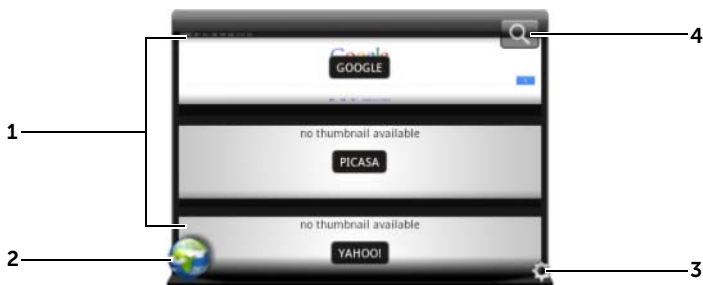 4
Google
GOOGLE
1
no thumbnail available
PICASA
no thumbnail available
2
YAHOO!
3